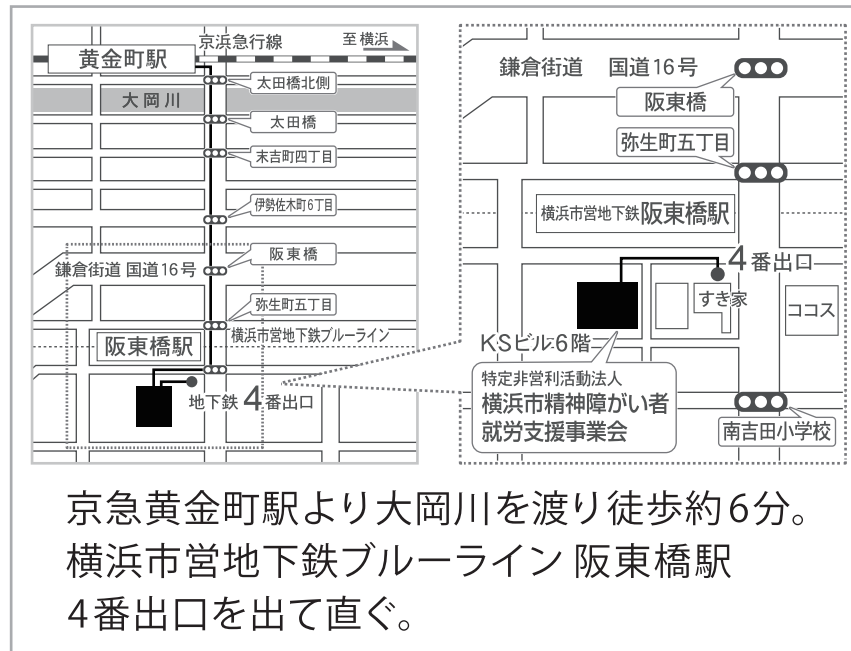 京浜急行線
至横浜
黄金町駅
太田橋北側
大岡川
太田橋
末吉町四丁目
伊勢佐木町6丁目
阪東橋
鎌倉街道 国道16号
弥生町五丁目
横浜市営地下鉄ブルーライン
阪東橋駅
地下鉄 4番出口
鎌倉街道 国道16号
阪東橋
弥生町五丁目
横浜市営地下鉄阪東橋駅
4番出口
すき家
ココス
KSビル6階
特定非営利活動法人
横浜市精神障がい者
就労支援事業会
南吉田小学校
京急黄金町駅より大岡川を渡り徒歩約6分。
横浜市営地下鉄ブルーライン 阪東橋駅
4番出口を出て直ぐ。